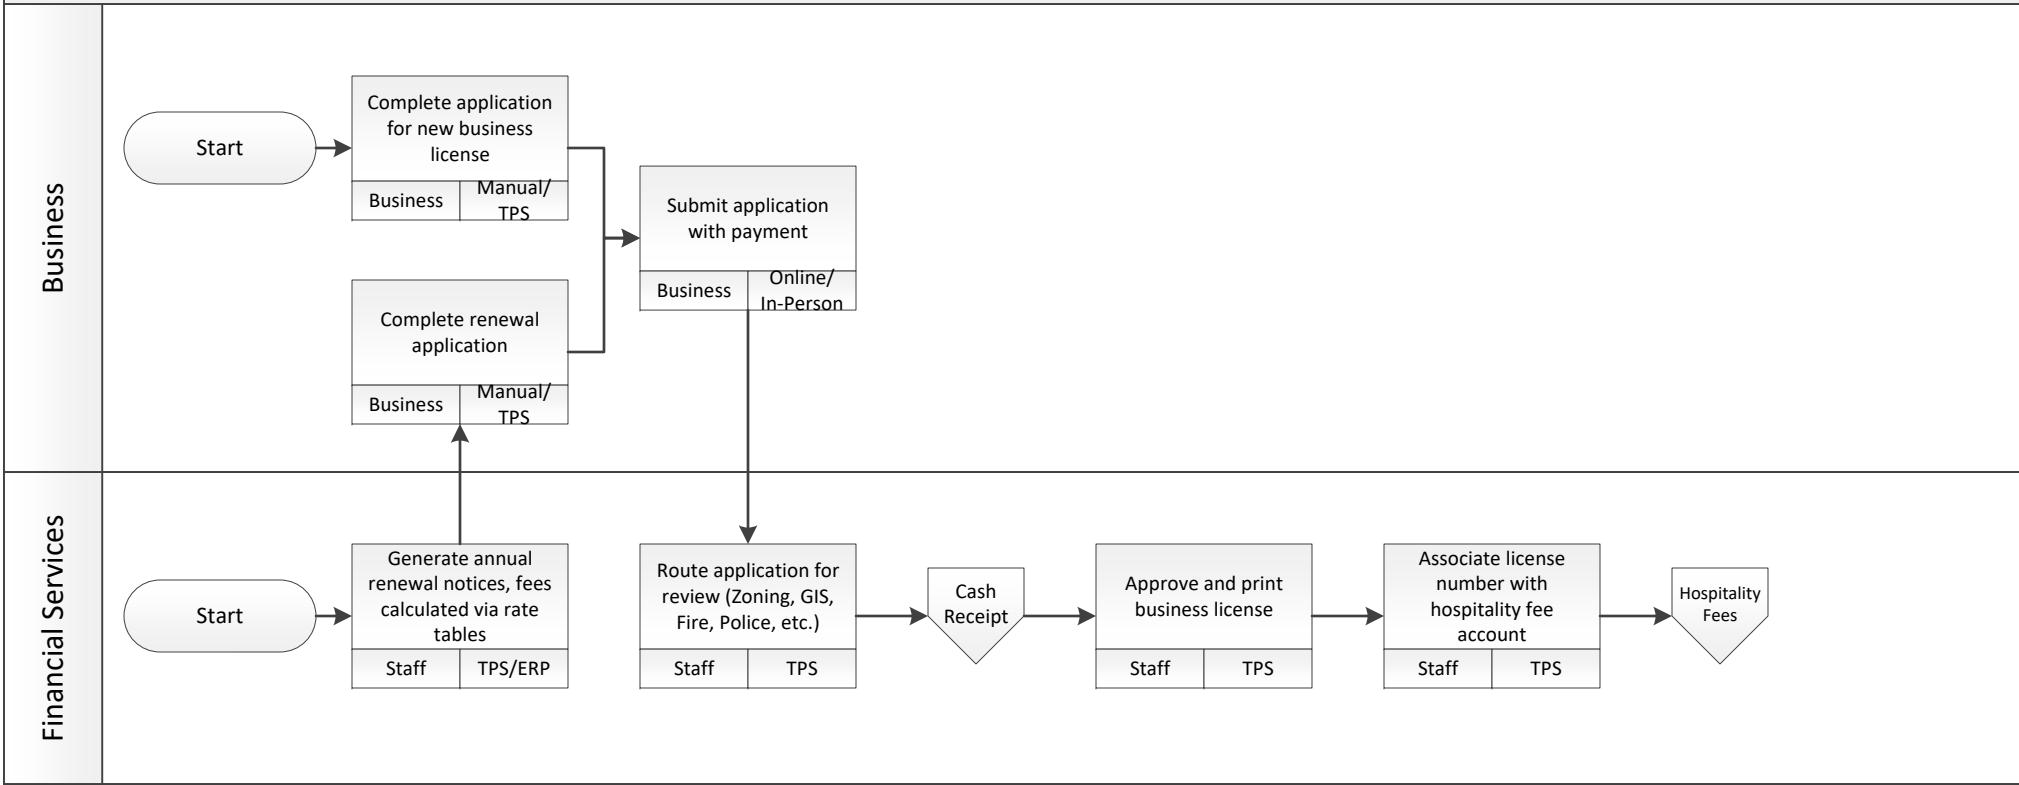 Business
Start
Complete application
for new business
license
Business
Manual/
TPS
Submit application
with payment
Business
Online/
In-Person
Complete renewal
application
Business
Manual/
TPS
Financial Services
Start
Generate annual
renewal notices, fees
calculated via rate
tables
Staff
TPS/ERP
Route application for
review (Zoning, GIS,
Fire, Police, etc.)
Staff
TPS
Cash
Receipt
Approve and print
business license
Staff
TPS
Associate license
number with
hospitality fee
account
Staff
TPS
Hospitality
Fees